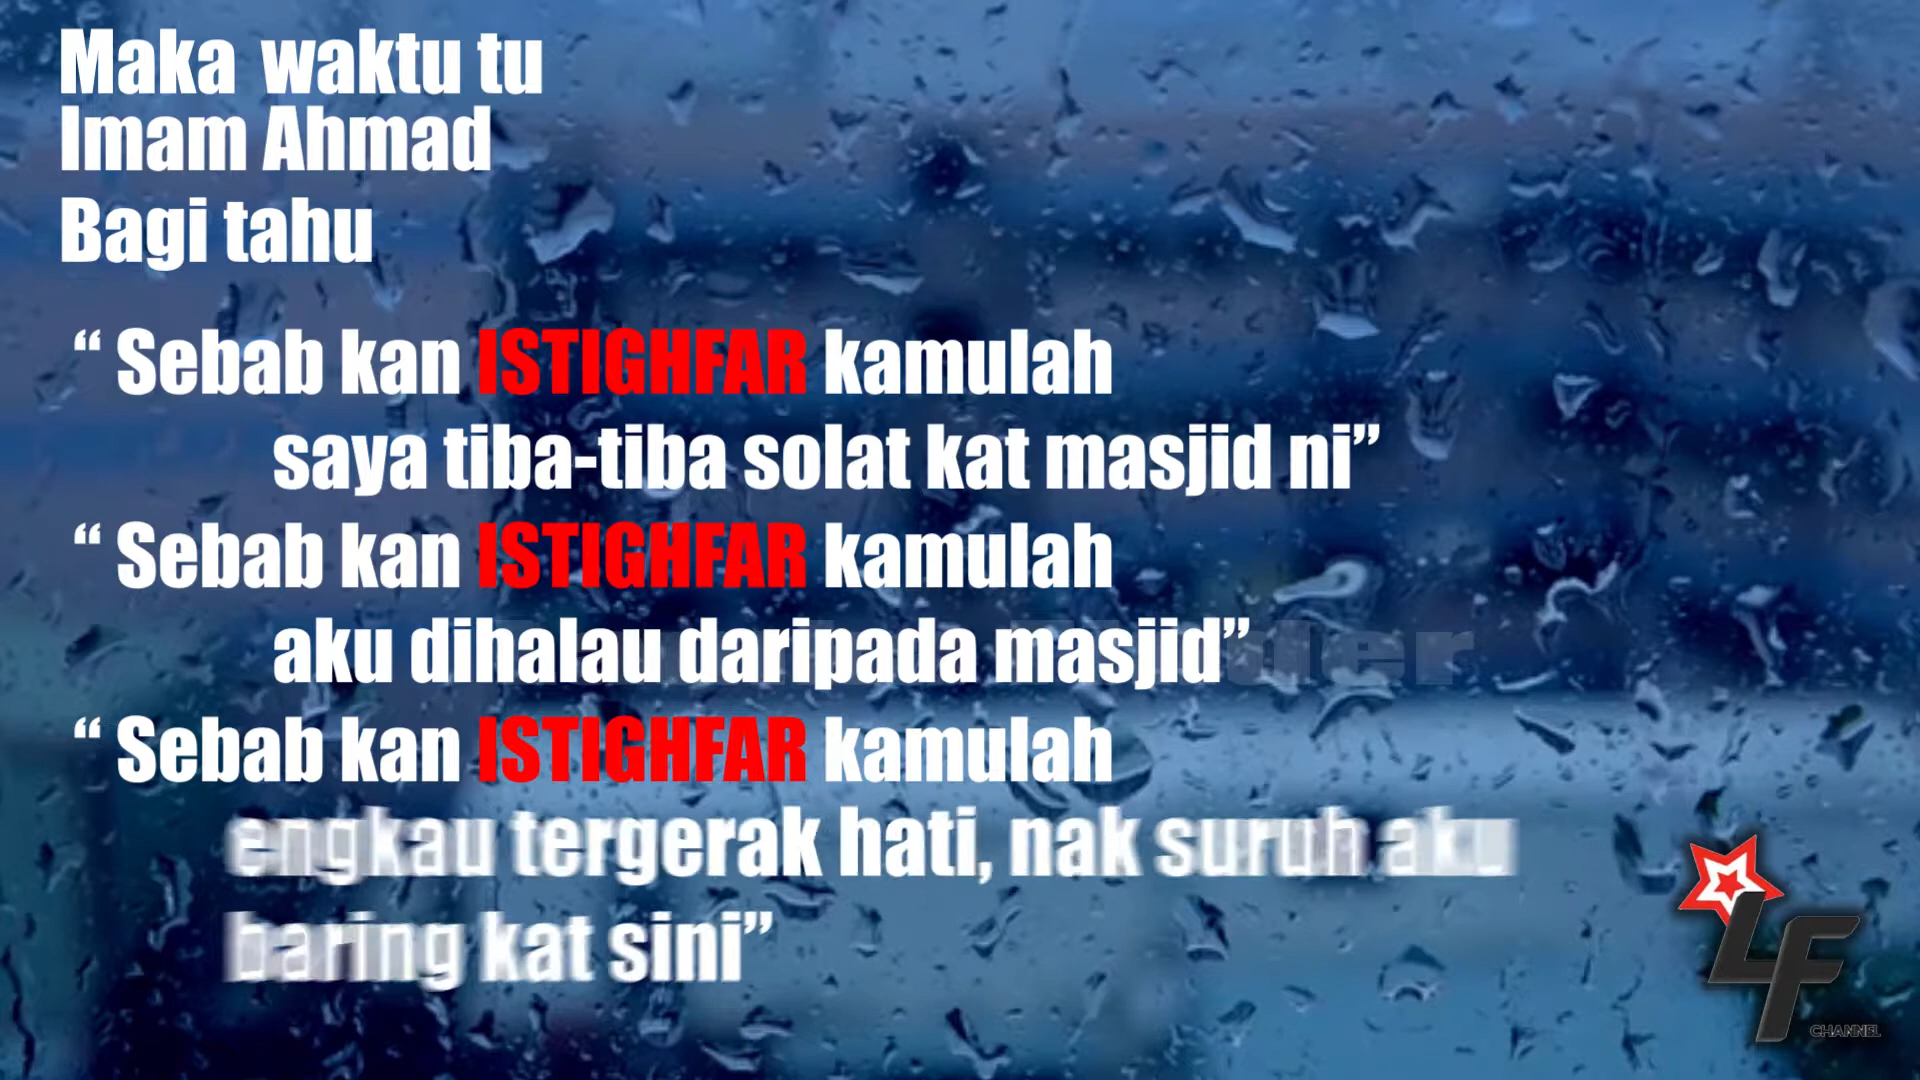 Maka waktu tu
Imam Ahmad
Bagi tahu
“ Sebab kan ISTIGHFAR kamulah
saya tiba-tiba solat kat masjid ni”
“ Sebab kan ISTIGHFAR kamulah
aku dihalau daripada masjid”
“ Sebab kan ISTIGHFAR kamulah
engkau tergerak hati, nak suruh aku
baring kat sini”
LF
CHANNEL